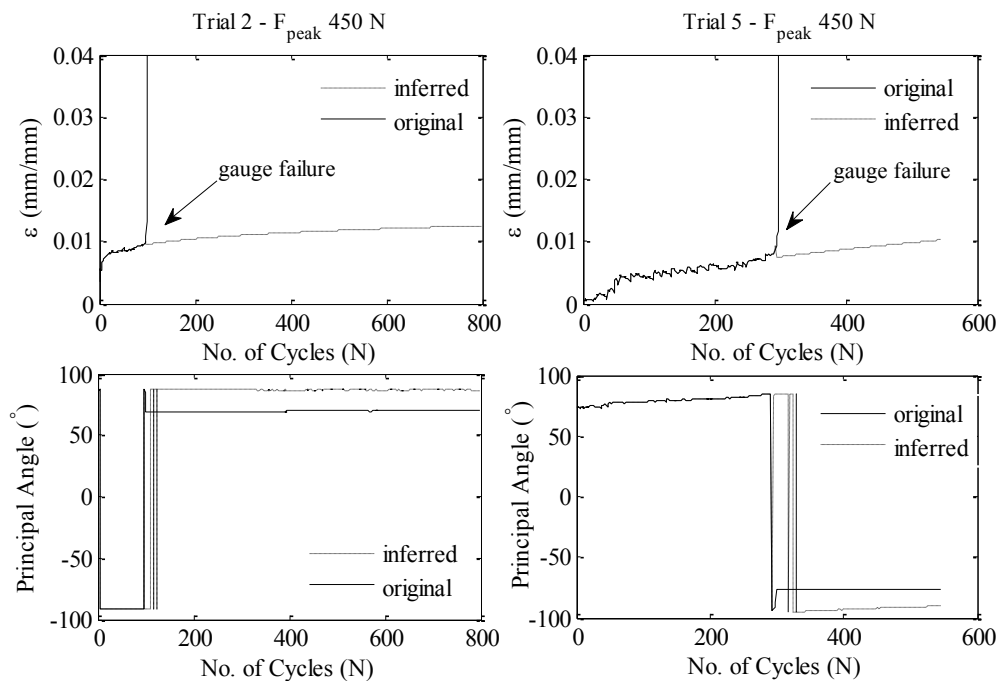 Trial 2 - F_peak 450 N
0.04
0.03
0.02
0.01
0
ε (mm/mm)
inferred
original
gauge failure
0 200 400 600 800
No. of Cycles (N)
Trial 5 - F_peak 450 N
0.04
0.03
0.02
0.01
0
ε (mm/mm)
original
inferred
gauge failure
0 200 400 600
No. of Cycles (N)
100
50
0
-50
-100
Principal Angle (°)
inferred
original
0 200 400 600 800
No. of Cycles (N)
100
50
0
-50
-100
Principal Angle (°)
original
inferred
0 200 400 600
No. of Cycles (N)